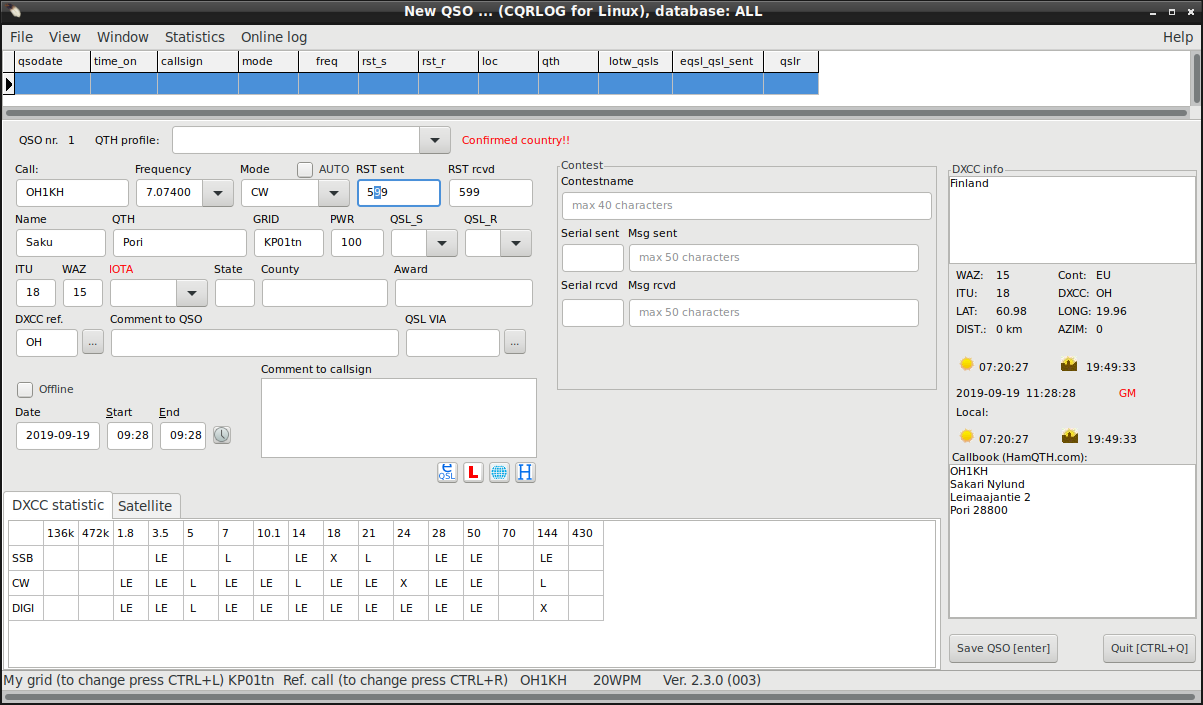 New QSO ... (CQRLOG for Linux), database: ALL
File View Window Statistics Online log Help
qsodate time_on callsign mode freq rst_s rst_r loc qth lotw_qsls eqsl_qsl_sent qslr
QSO nr. 1 QTH profile: Confirmed country!!
Call: Frequency Mode AUTO RST sent RST rcvd
OH1KH 7.07400 CW 599 599
Name QTH GRID PWR QSL_S QSL_R
Saku Pori KP01tn 100
ITU WAZ IOTA State County Award
18 15
DXCC ref. Comment to QSO QSL VIA
OH ... ...
Comment to callsign
Offline
Date Start End
2019-09-19 09:28 09:28
e QSL L H
Contest
Contestname
max 40 characters
Serial sent Msg sent
max 50 characters
Serial rcvd Msg rcvd
max 50 characters
DXCC info
Finland
WAZ: 15 Cont: EU
ITU: 18 DXCC: OH
LAT: 60.98 LONG: 19.96
DIST.: 0 km AZIM: 0
07:20:27 19:49:33
2019-09-19 11:28:28 GM
Local:
07:20:27 19:49:33
Callbook (HamQTH.com):
OH1KH
Sakari Nylund
Leimaajantie 2
Pori 28800
DXCC statistic Satellite
136k 472k 1.8 3.5 5 7 10.1 14 18 21 24 28 50 70 144 430
SSB LE L LE X L LE LE LE
CW LE LE L LE LE L LE LE X LE LE L
DIGI LE LE L LE LE LE LE LE LE LE LE X
Save QSO [enter] Quit [CTRL+Q]
My grid (to change press CTRL+L) KP01tn Ref. call (to change press CTRL+R) OH1KH 20WPM Ver. 2.3.0 (003)